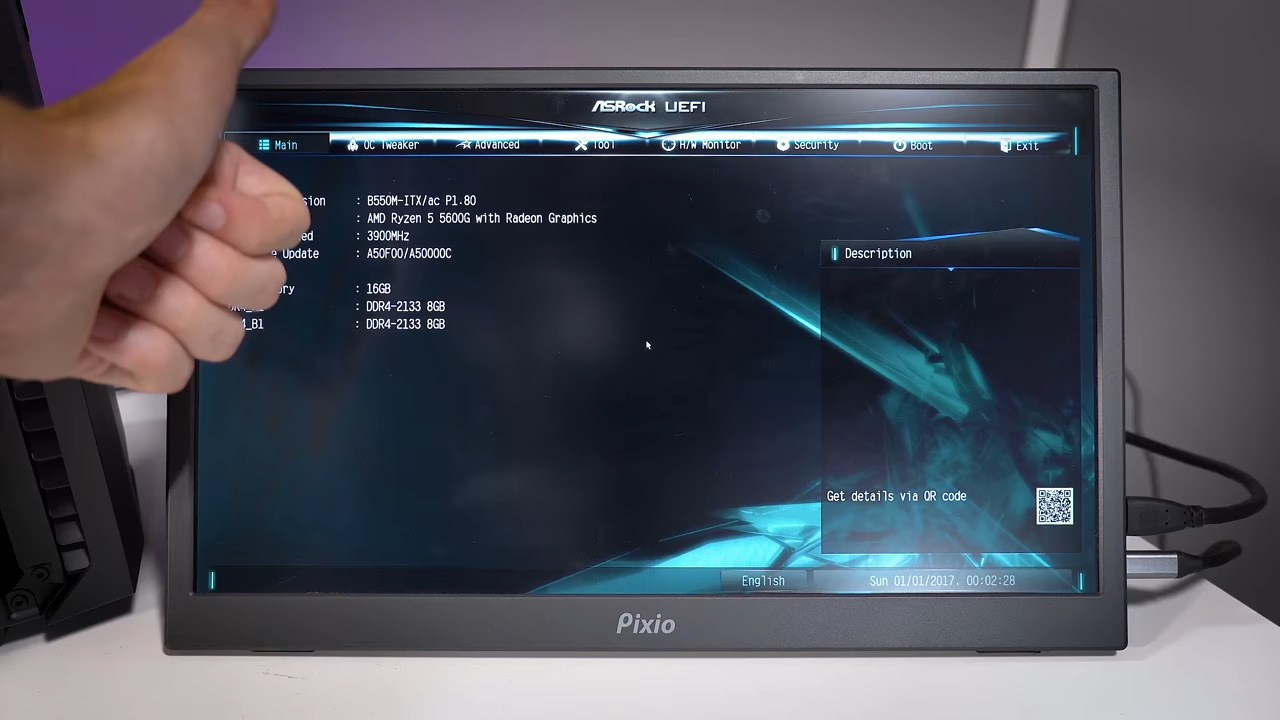 ASRock UEFI
Main OC Tweaker Advanced Tool H/W Monitor Security Boot Exit
: B550M-ITX/ac P1.80
: AMD Ryzen 5 5600G with Radeon Graphics
: 3900MHz
Update : A50F00/A50000C
Description
: 16GB
: DDR4-2133 8GB
_B1 : DDR4-2133 8GB
Get details via QR code
English Sun 01/01/2017. 00:02:28
Pixio